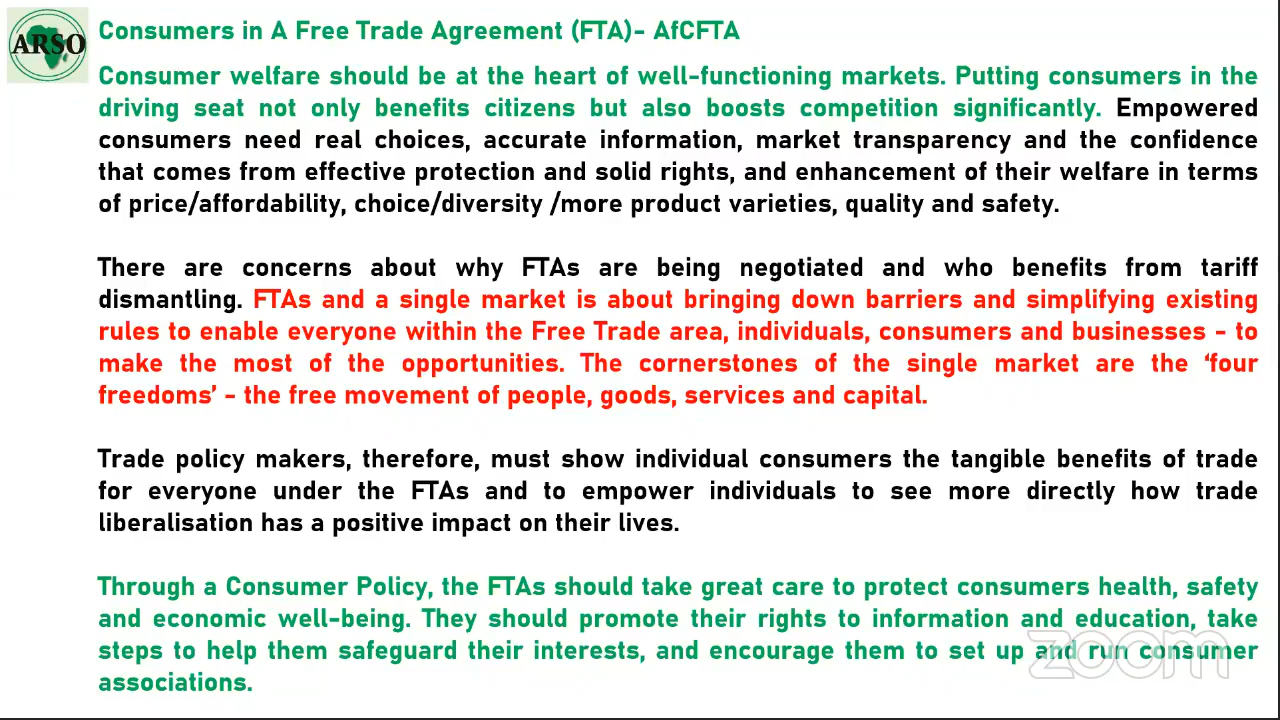 ARSO
Consumers in A Free Trade Agreement (FTA)- AfCFTA
Consumer welfare should be at the heart of well-functioning markets. Putting consumers in the
driving seat not only benefits citizens but also boosts competition significantly. Empowered
consumers need real choices, accurate information, market transparency and the confidence
that comes from effective protection and solid rights, and enhancement of their welfare in terms
of price/affordability, choice/diversity /more product varieties, quality and safety.
There are concerns about why FTAs are being negotiated and who benefits from tariff
dismantling. FTAs and a single market is about bringing down barriers and simplifying existing
rules to enable everyone within the Free Trade area, individuals, consumers and businesses - to
make the most of the opportunities. The cornerstones of the single market are the ‘four
freedoms’ - the free movement of people, goods, services and capital.
Trade policy makers, therefore, must show individual consumers the tangible benefits of trade
for everyone under the FTAs and to empower individuals to see more directly how trade
liberalisation has a positive impact on their lives.
Through a Consumer Policy, the FTAs should take great care to protect consumers health, safety
and economic well-being. They should promote their rights to information and education, take
steps to help them safeguard their interests, and encourage them to set up and run consumer
associations.
zoom